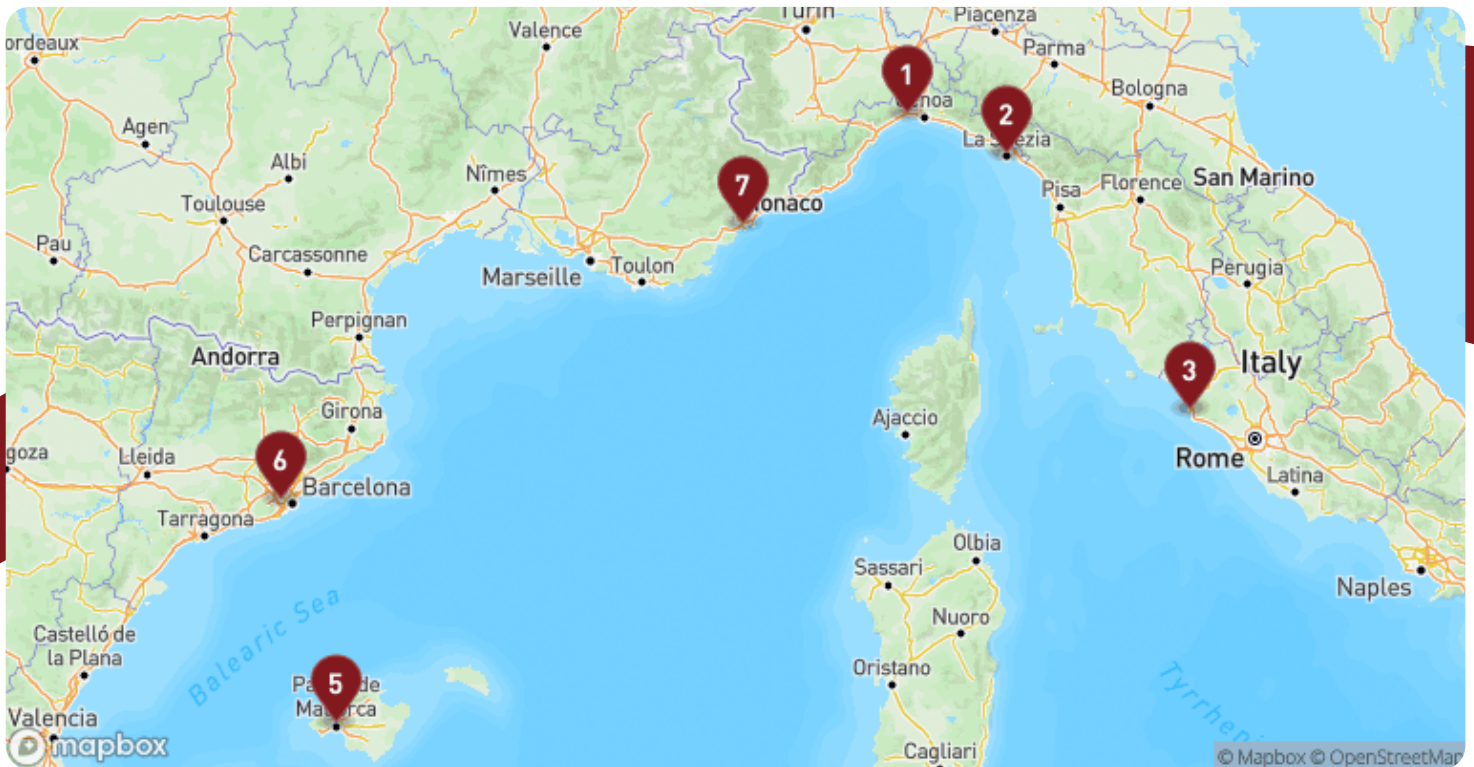 Turin
Piacenza
Valence
ordeaux
Parma
1
Bologna
noa
2
Agen
La Spezia
Albi
Nîmes
San Marino
Florence
Pisa
7
onaco
Toulouse
Pau
Carcassonne
Toulon
Marseille
Perugia
Perpignan
Andorra
Italy
3
Girona
Ajaccio
goza
Lleida
6
Rome
Barcelona
Latina
Tarragona
Olbia
Sassari
Naples
Balearic Sea
Nuoro
Castelló de
la Plana
Oristano
5
Palma de
Mallorca
Tyrrheni
Valencia
mapbox
Cagliari
© Mapbox © OpenStreetMap